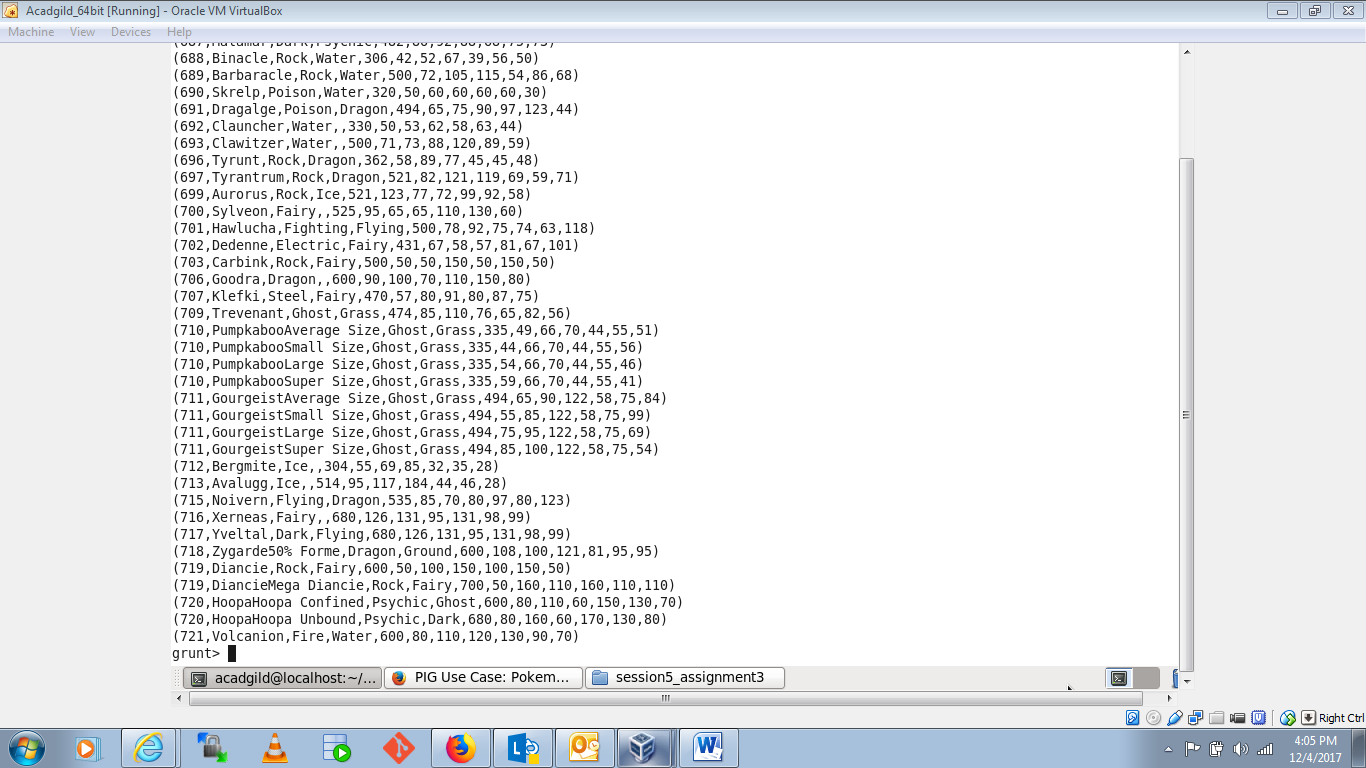 Acadgild_64bit [Running] - Oracle VM VirtualBox
Machine View Devices Help
(687,Malamar,Dark,Psychic,482,86,92,88,68,75,73)
(688,Binacle,Rock,Water,306,42,52,67,39,56,50)
(689,Barbaracle,Rock,Water,500,72,105,115,54,86,68)
(690,Skrelp,Poison,Water,320,50,60,60,60,60,30)
(691,Dragalge,Poison,Dragon,494,65,75,90,97,123,44)
(692,Clauncher,Water,,330,50,53,62,58,63,44)
(693,Clawitzer,Water,,500,71,73,88,120,89,59)
(696,Tyrunt,Rock,Dragon,362,58,89,77,45,45,48)
(697,Tyrantrum,Rock,Dragon,521,82,121,119,69,59,71)
(699,Aurorus,Rock,Ice,521,123,77,72,99,92,58)
(700,Sylveon,Fairy,,525,95,65,65,110,130,60)
(701,Hawlucha,Fighting,Flying,500,78,92,75,74,63,118)
(702,Dedenne,Electric,Fairy,431,67,58,57,81,67,101)
(703,Carbink,Rock,Fairy,500,50,50,150,50,150,50)
(706,Goodra,Dragon,,600,90,100,70,110,150,80)
(707,Klefki,Steel,Fairy,470,57,80,91,80,87,75)
(709,Trevenant,Ghost,Grass,474,85,110,76,65,82,56)
(710,PumpkabooAverage Size,Ghost,Grass,335,49,66,70,44,55,51)
(710,PumpkabooSmall Size,Ghost,Grass,335,44,66,70,44,55,56)
(710,PumpkabooLarge Size,Ghost,Grass,335,54,66,70,44,55,46)
(710,PumpkabooSuper Size,Ghost,Grass,335,59,66,70,44,55,41)
(711,GourgeistAverage Size,Ghost,Grass,494,65,90,122,58,75,84)
(711,GourgeistSmall Size,Ghost,Grass,494,55,85,122,58,75,99)
(711,GourgeistLarge Size,Ghost,Grass,494,75,95,122,58,75,69)
(711,GourgeistSuper Size,Ghost,Grass,494,85,100,122,58,75,54)
(712,Bergmite,Ice,,304,55,69,85,32,35,28)
(713,Avalugg,Ice,,514,95,117,184,44,46,28)
(715,Noivern,Flying,Dragon,535,85,70,80,97,80,123)
(716,Xerneas,Fairy,,680,126,131,95,131,98,99)
(717,Yveltal,Dark,Flying,680,126,131,95,131,98,99)
(718,Zygarde50% Forme,Dragon,Ground,600,108,100,121,81,95,95)
(719,Diancie,Rock,Fairy,600,50,100,150,100,150,50)
(719,DiancieMega Diancie,Rock,Fairy,700,50,160,110,160,110,110)
(720,HoopaHoopa Confined,Psychic,Ghost,600,80,110,60,150,130,70)
(720,HoopaHoopa Unbound,Psychic,Dark,680,80,160,60,170,130,80)
(721,Volcanion,Fire,Water,600,80,110,120,130,90,70)
grunt>
acadgild@localhost:~/... PIG Use Case: Pokem... session5_assignment3
Right Ctrl
4:05 PM
12/4/2017